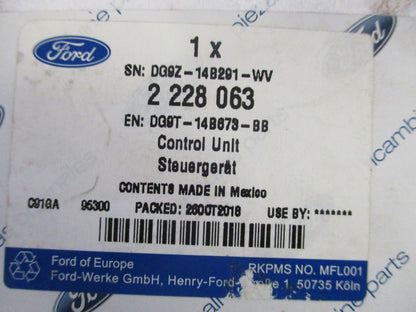 Ford
1 x
SN: DG9Z-14B291-WV
2 228 063
EN: DG9T-14B673-BB
Control Unit
Steuergerät
CONTENTS MADE IN Mexico
C91GA 95300 PACKED: 26OCT2016 USE BY: *******
Ford of Europe RKPMS NO. MFL001
Ford-Werke GmbH, Henry-Ford-Straße 1, 50735 Köln